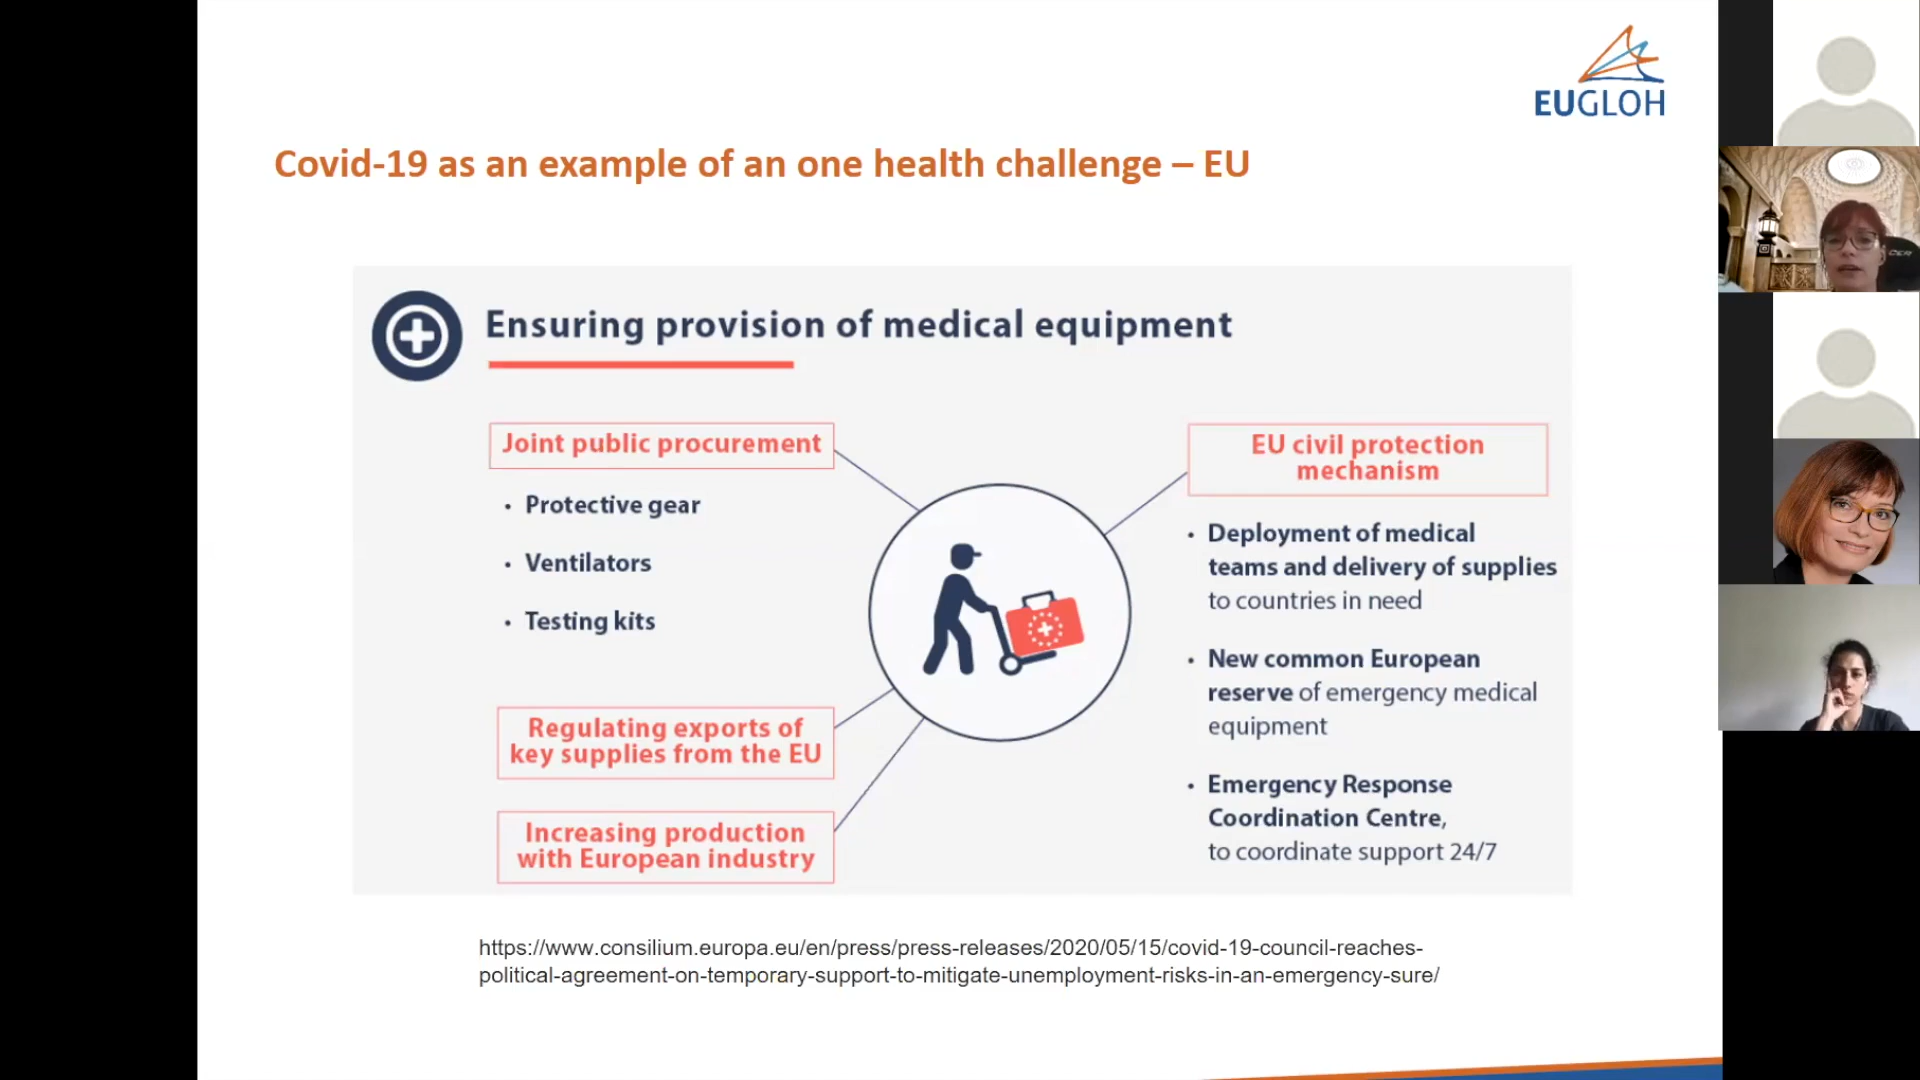 EUGLOH
Covid-19 as an example of an one health challenge – EU
Ensuring provision of medical equipment
Joint public procurement
• Protective gear
• Ventilators
• Testing kits
Regulating exports of
key supplies from the EU
Increasing production
with European industry
EU civil protection
mechanism
• Deployment of medical
teams and delivery of supplies
to countries in need
• New common European
reserve of emergency medical
equipment
• Emergency Response
Coordination Centre,
to coordinate support 24/7
https://www.consilium.europa.eu/en/press/press-releases/2020/05/15/covid-19-council-reaches-
political-agreement-on-temporary-support-to-mitigate-unemployment-risks-in-an-emergency-sure/